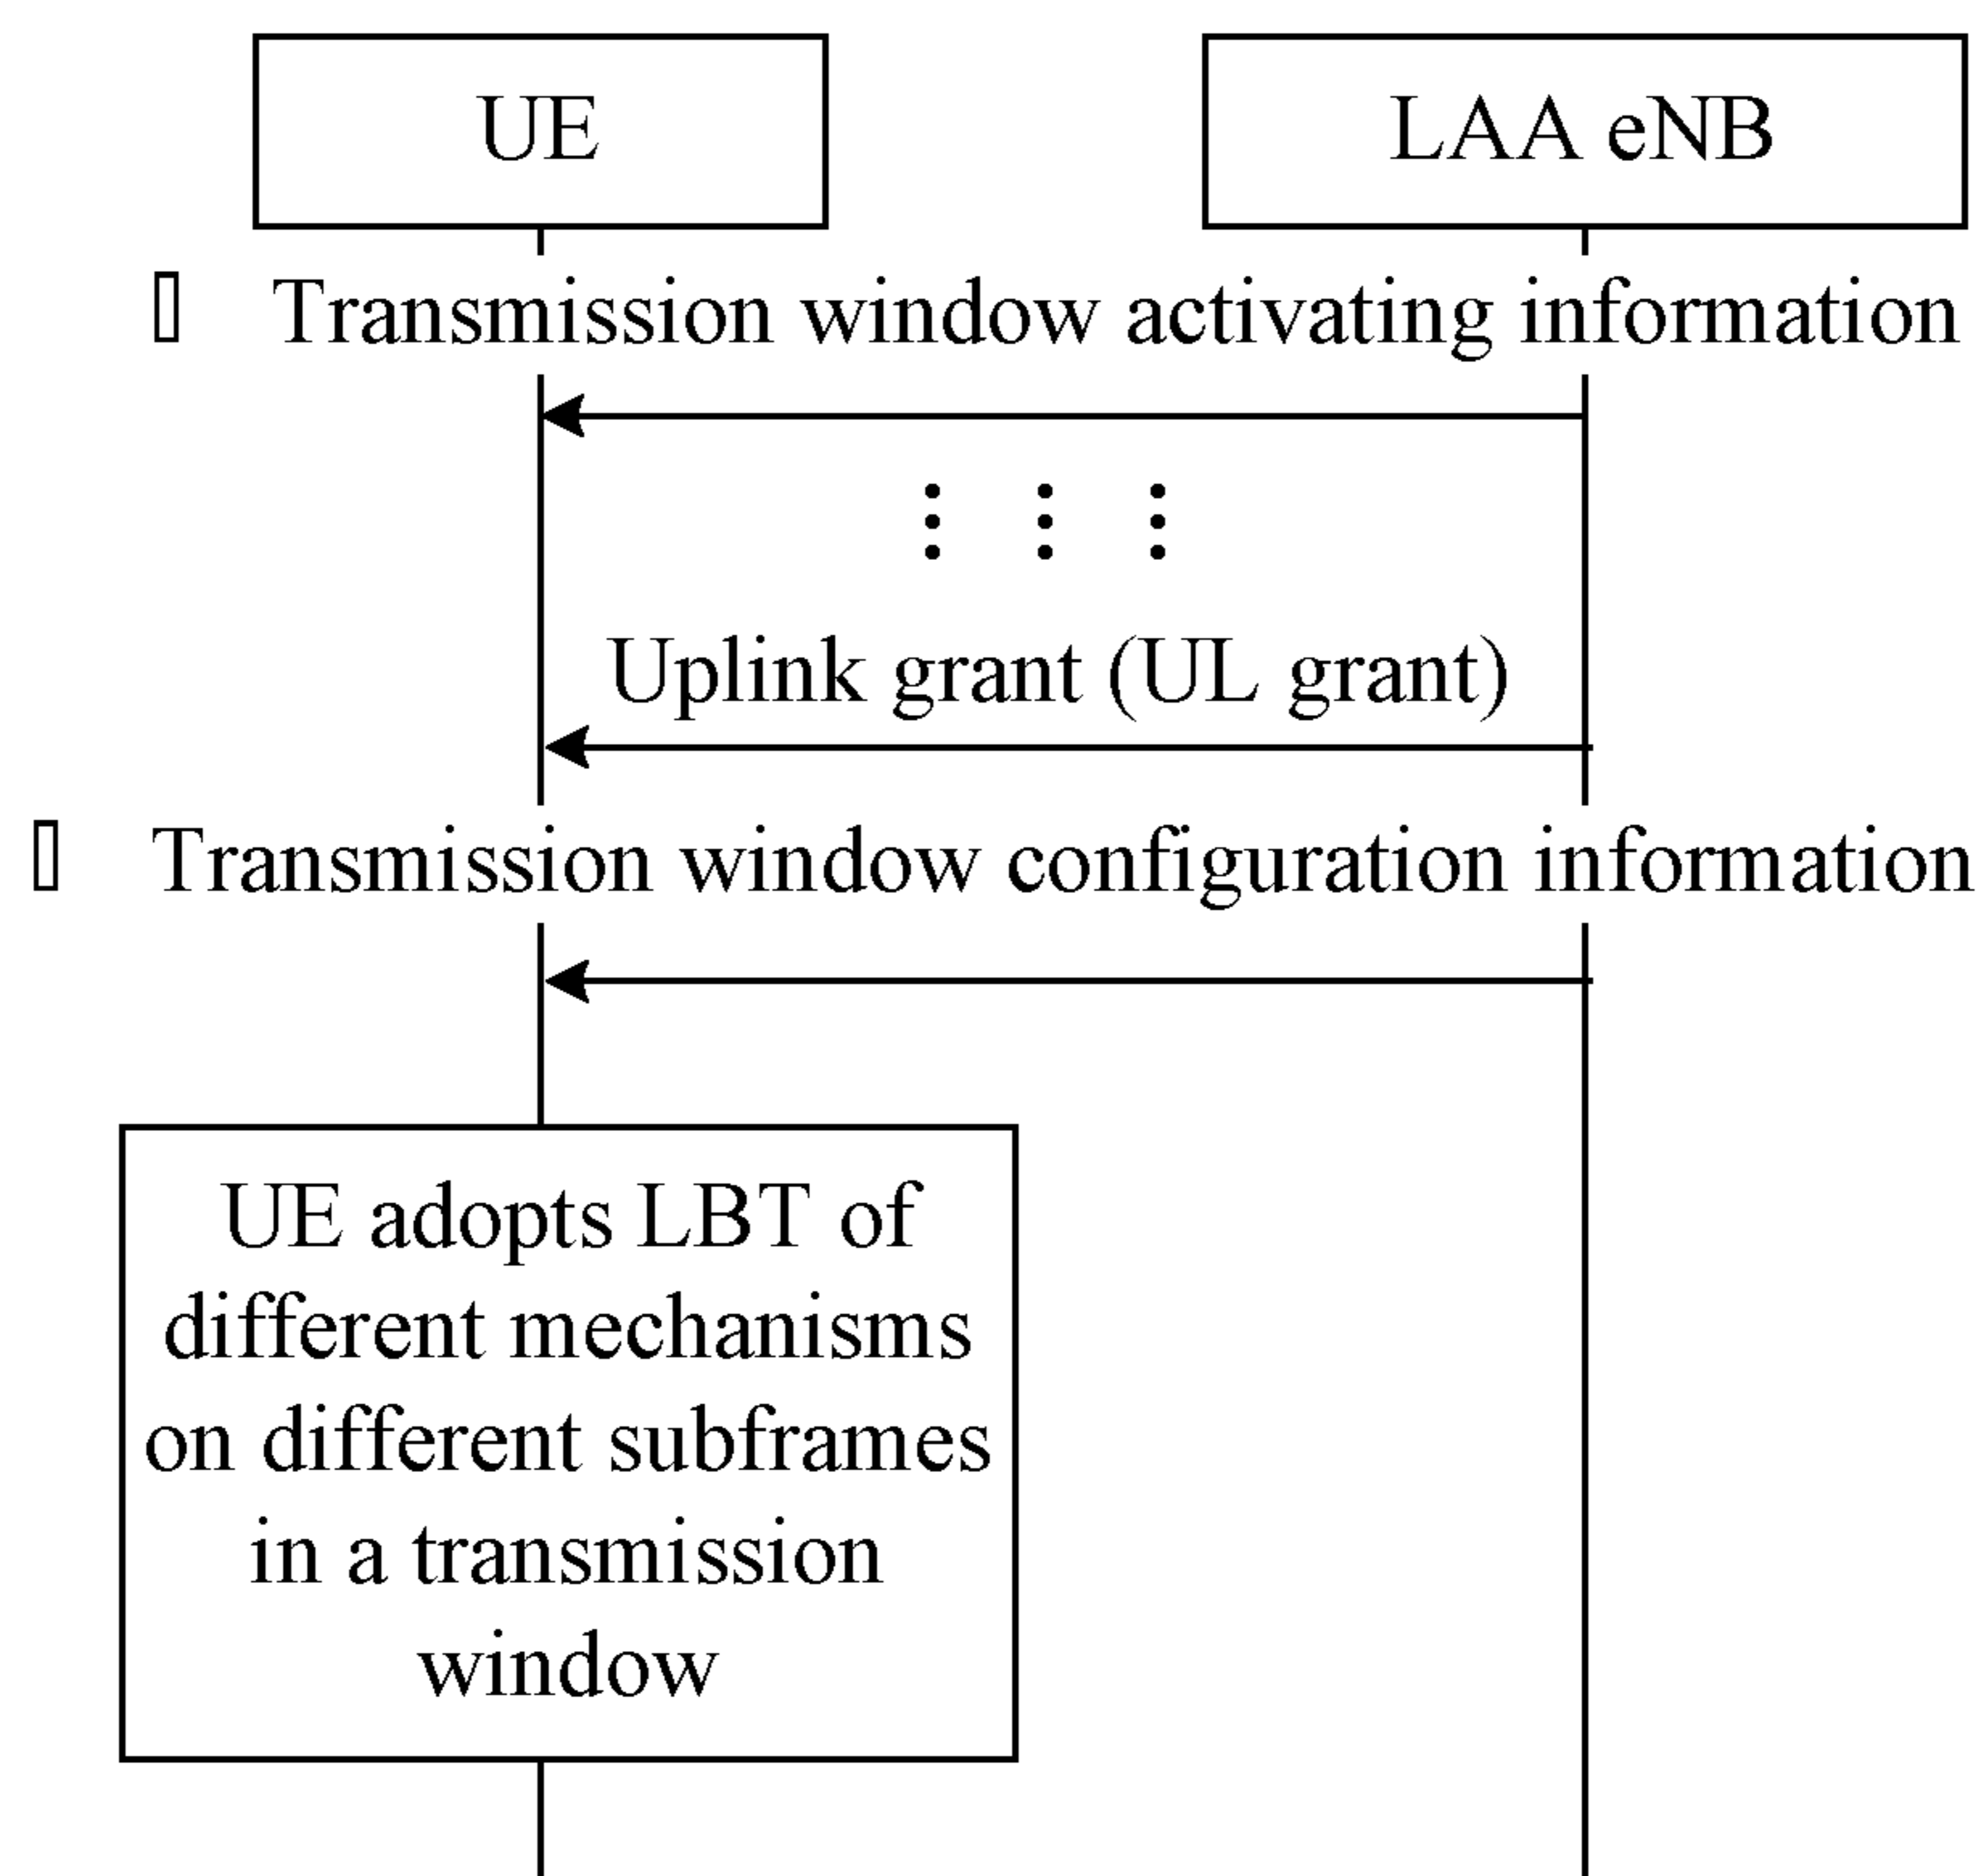 UE
LAA eNB
Transmission window activating information
Uplink grant (UL grant)
Transmission window configuration information
UE adopts LBT of
different mechanisms
on different subframes
in a transmission
window